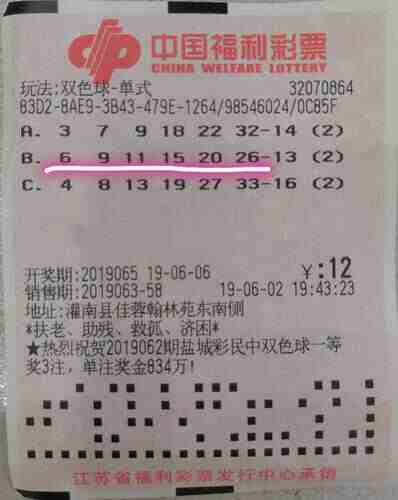 中国福利彩票
CHINA WELFARE LOTTERY
玩法:双色球-单式 32070864
83D2-8AE9-3B43-479E-1264/98546024/0C85F
A. 3 7 9 18 22 32-14 (2)
B. 6 9 11 15 20 26-13 (2)
C. 4 8 13 19 27 33-16 (2)
开奖期:2019065 19-06-06 ¥:12
销售期:2019063-58 19-06-02 19:43:23
地址:灌南县佳蓉翰林苑东南侧
*扶老、助残、救孤、济困*
★热烈祝贺2019062期盐城彩民中双色球一等
奖3注,单注奖金834万!
江苏省福利彩票发行中心承销